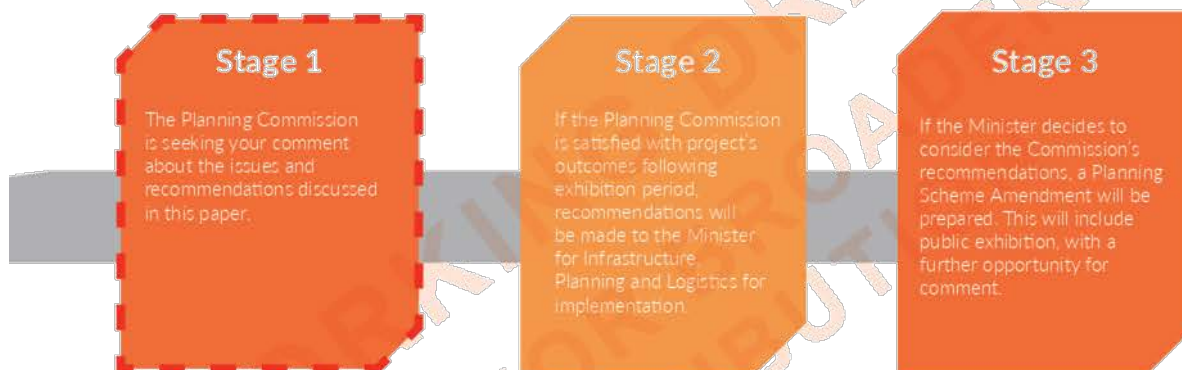 Stage 1
The Planning Commission
is seeking your comment
about the issues and
recommendations discussed
in this paper.
Stage 2
If the Planning Commission
is satisfied with project's
outcomes following
exhibition period,
recommendations will
be made to the Minister
for Infrastructure,
Planning and Logistics for
implementation.
Stage 3
If the Minister decides to
consider the Commission's
recommendations, a Planning
Scheme Amendment will be
prepared. This will include
public exhibition, with a
further opportunity for
comment.